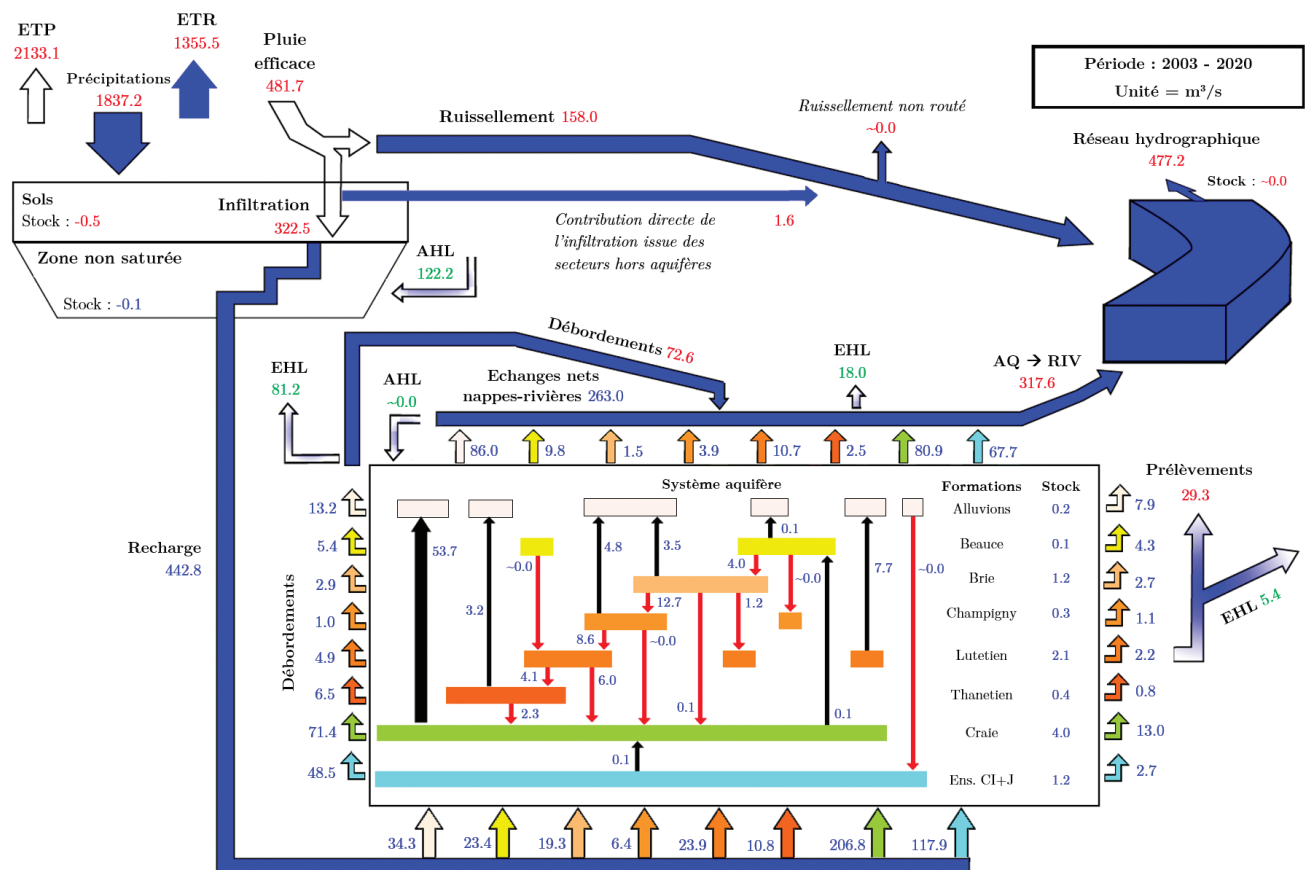 ETP
2133.1
ETR
1355.5
Précipitations
1837.2
Pluie
efficace
481.7
Période : 2003 - 2020
Unité = m³/s
Ruissellement 158.0
Ruissellement non routé
~0.0
Réseau hydrographique
477.2
Stock : ~0.0
Sols
Stock : -0.5
Infiltration
322.5
Contribution directe de
l'infiltration issue des
secteurs hors aquifères
1.6
Zone non saturée
Stock : -0.1
AHL
122.2
Débordements 72.6
EHL
81.2
AHL
~0.0
Echanges nets
nappes-rivières 263.0
EHL
18.0
AQ → RIV
317.6
86.0 9.8 1.5 3.9 10.7 2.5 80.9 67.7
Système aquifère
Formations Stock
Alluvions 0.2
Beauce 0.1
Brie 1.2
Champigny 0.3
Lutetien 2.1
Thanetien 0.4
Craie 4.0
Ens. CI+J 1.2
Prélèvements
29.3
EHL 5.4
7.9
4.3
2.7
1.1
2.2
0.8
13.0
2.7
Recharge
442.8
Débordements
13.2
5.4
2.9
1.0
4.9
6.5
71.4
48.5
53.7
3.2
~0.0
4.8
3.5
0.1
4.0
~0.0
7.7
~0.0
12.7
1.2
8.6
~0.0
4.1
6.0
2.3
0.1
0.1
0.1
34.3 23.4 19.3 6.4 23.9 10.8 206.8 117.9